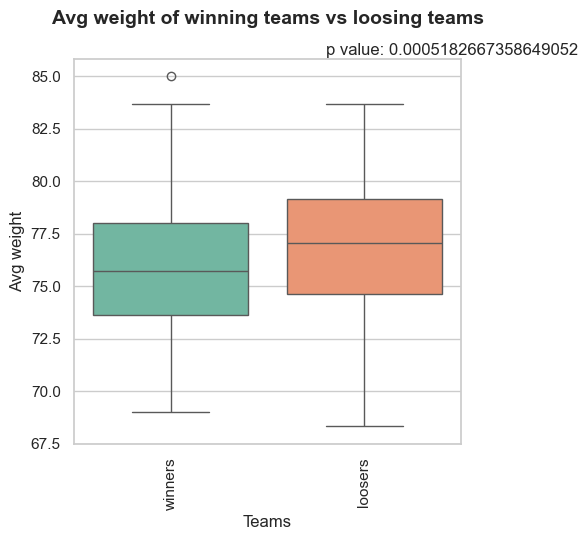 Avg weight of winning teams vs loosing teams
p value: 0.0005182667358649052
85.0
82.5
80.0
77.5
75.0
72.5
70.0
67.5
Avg weight
winners
loosers
Teams